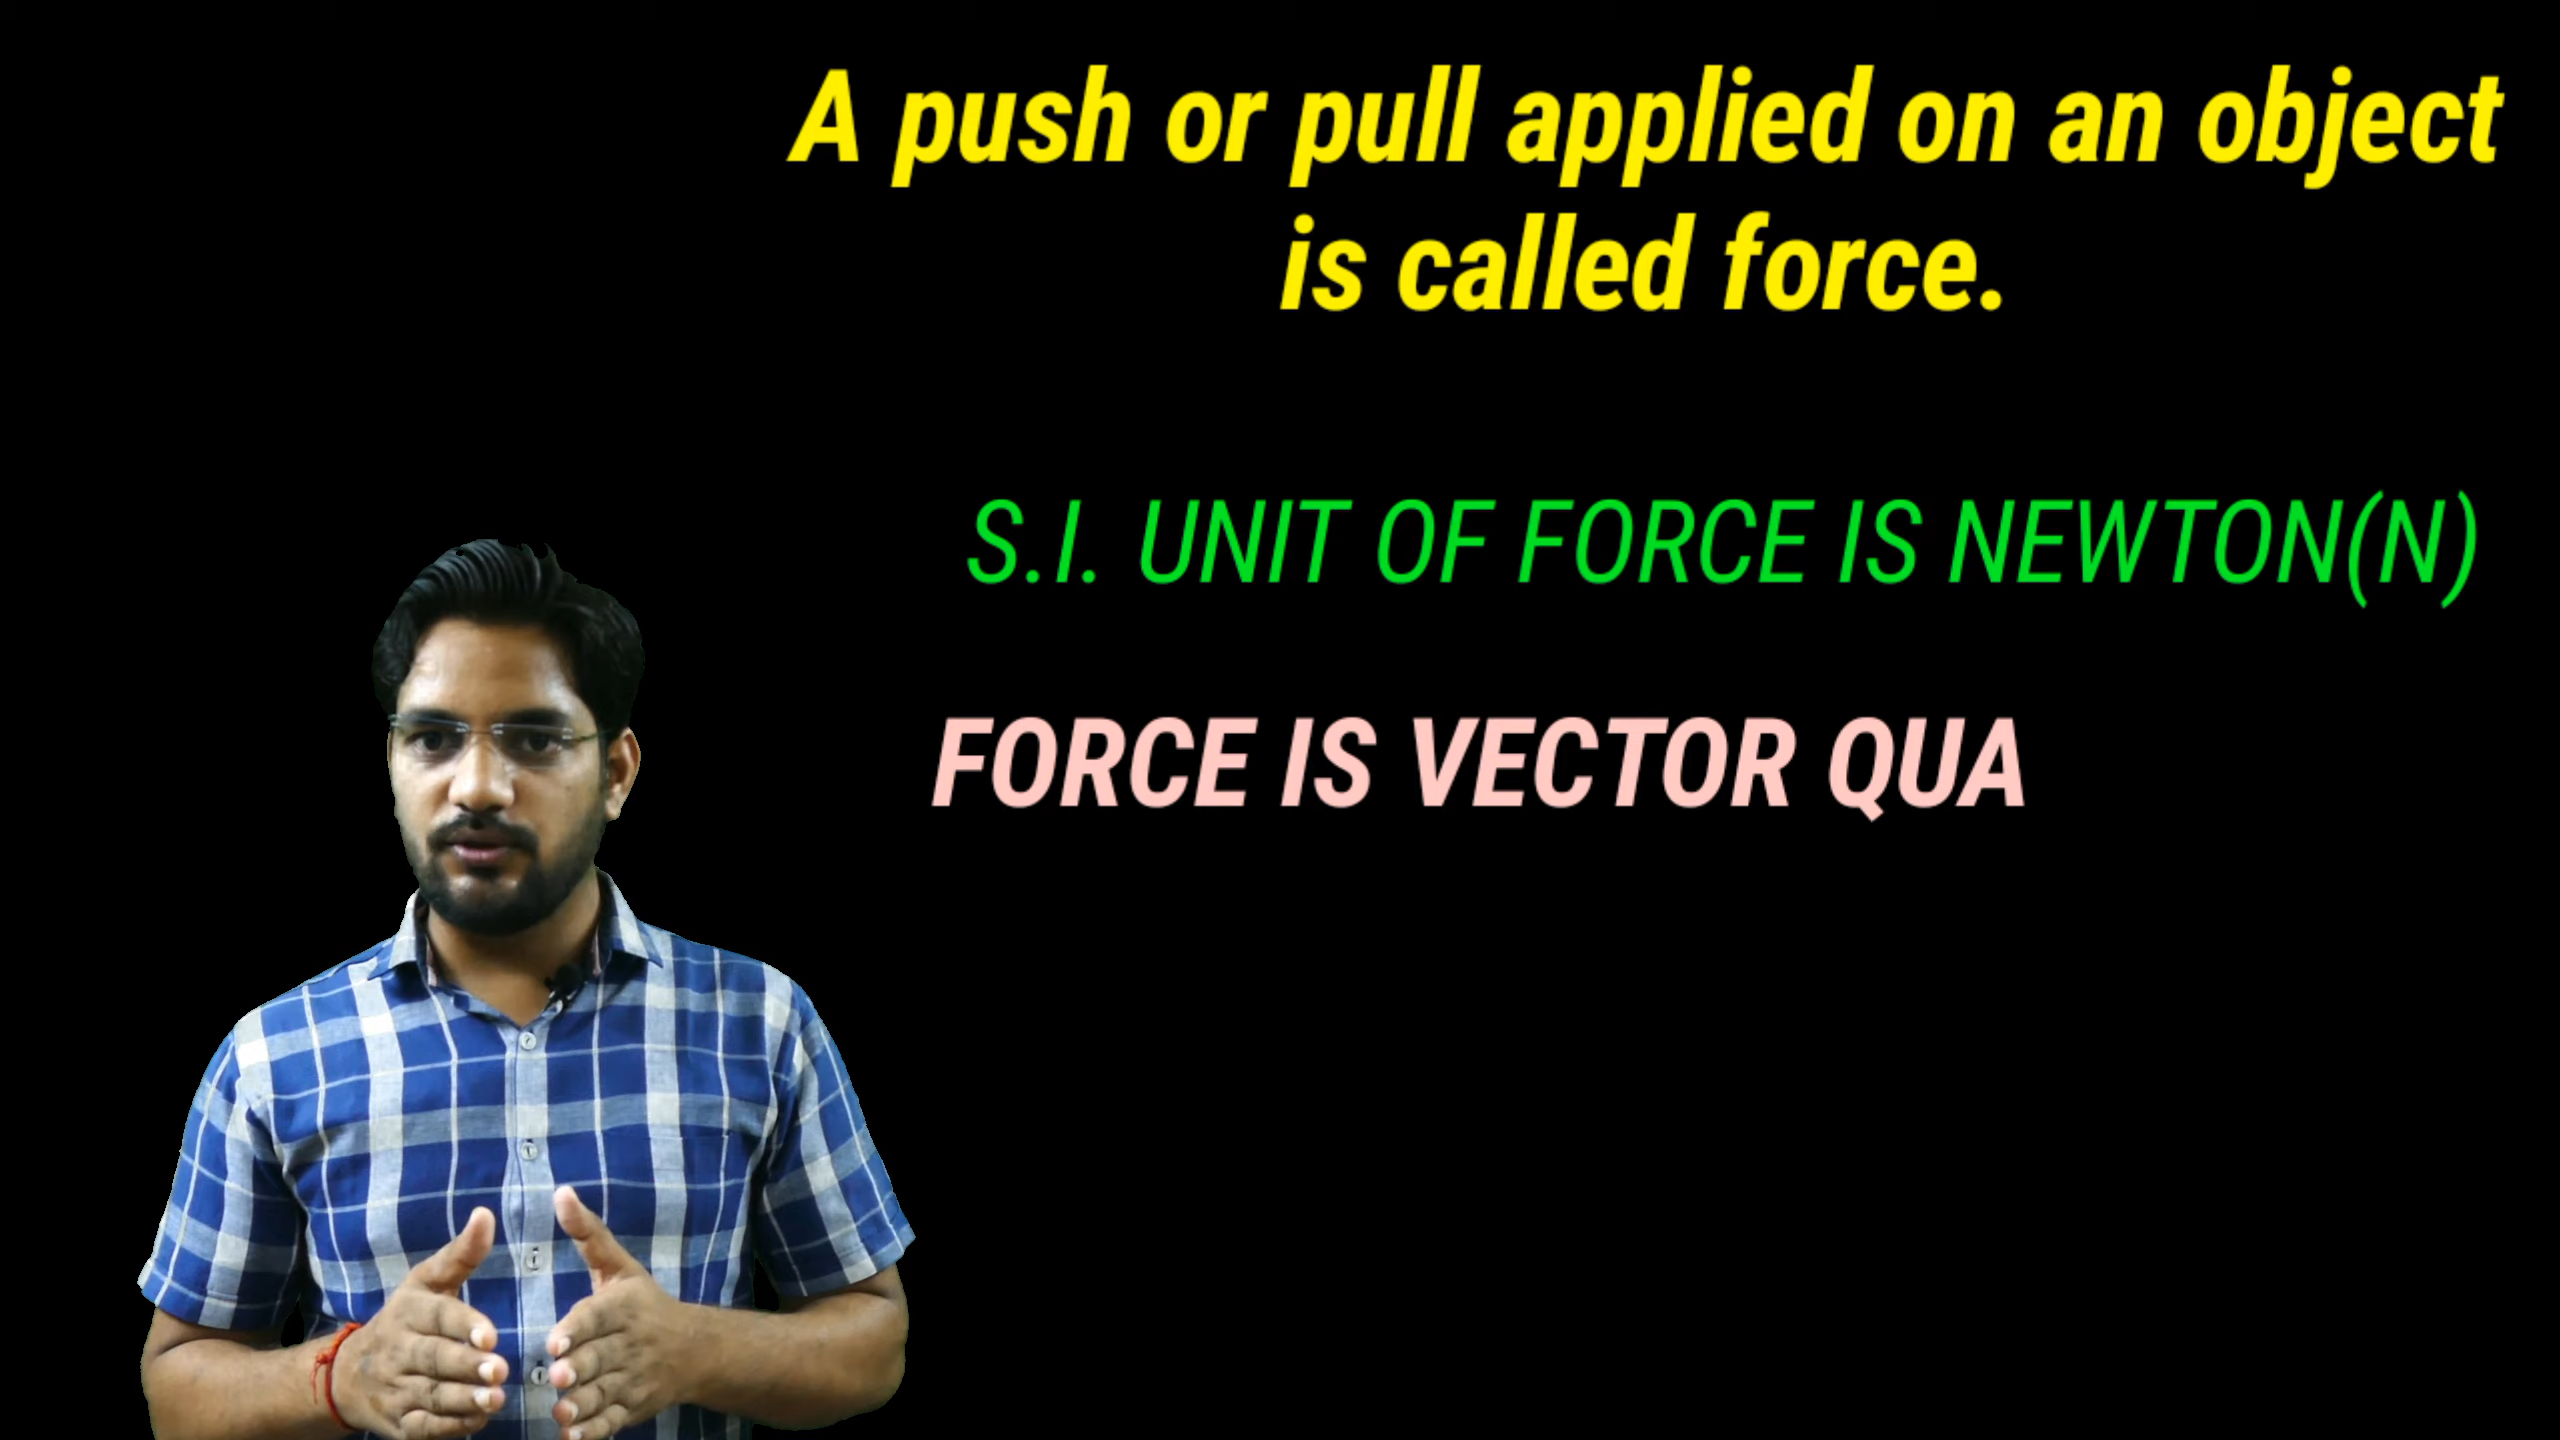 A push or pull applied on an object
is called force.
S.I. UNIT OF FORCE IS NEWTON(N)
FORCE IS VECTOR QUA